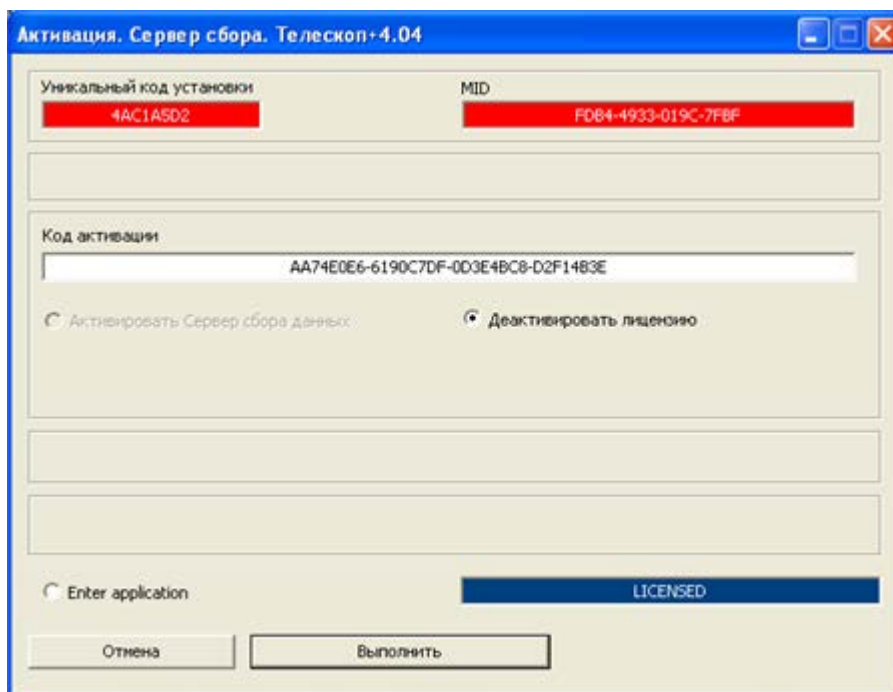 Активация. Сервер сбора. Телескоп+4.04
Уникальный код установки
MID
4AC1A5D2
FDB4-4933-019C-7FBF
Код активации
AA74E0E6-6190C7DF-0D3E4BC8-D2F14B3E
Активировать Сервер сбора данных
Деактивировать лицензию
Enter application
LICENSED
Отмена
Выполнить